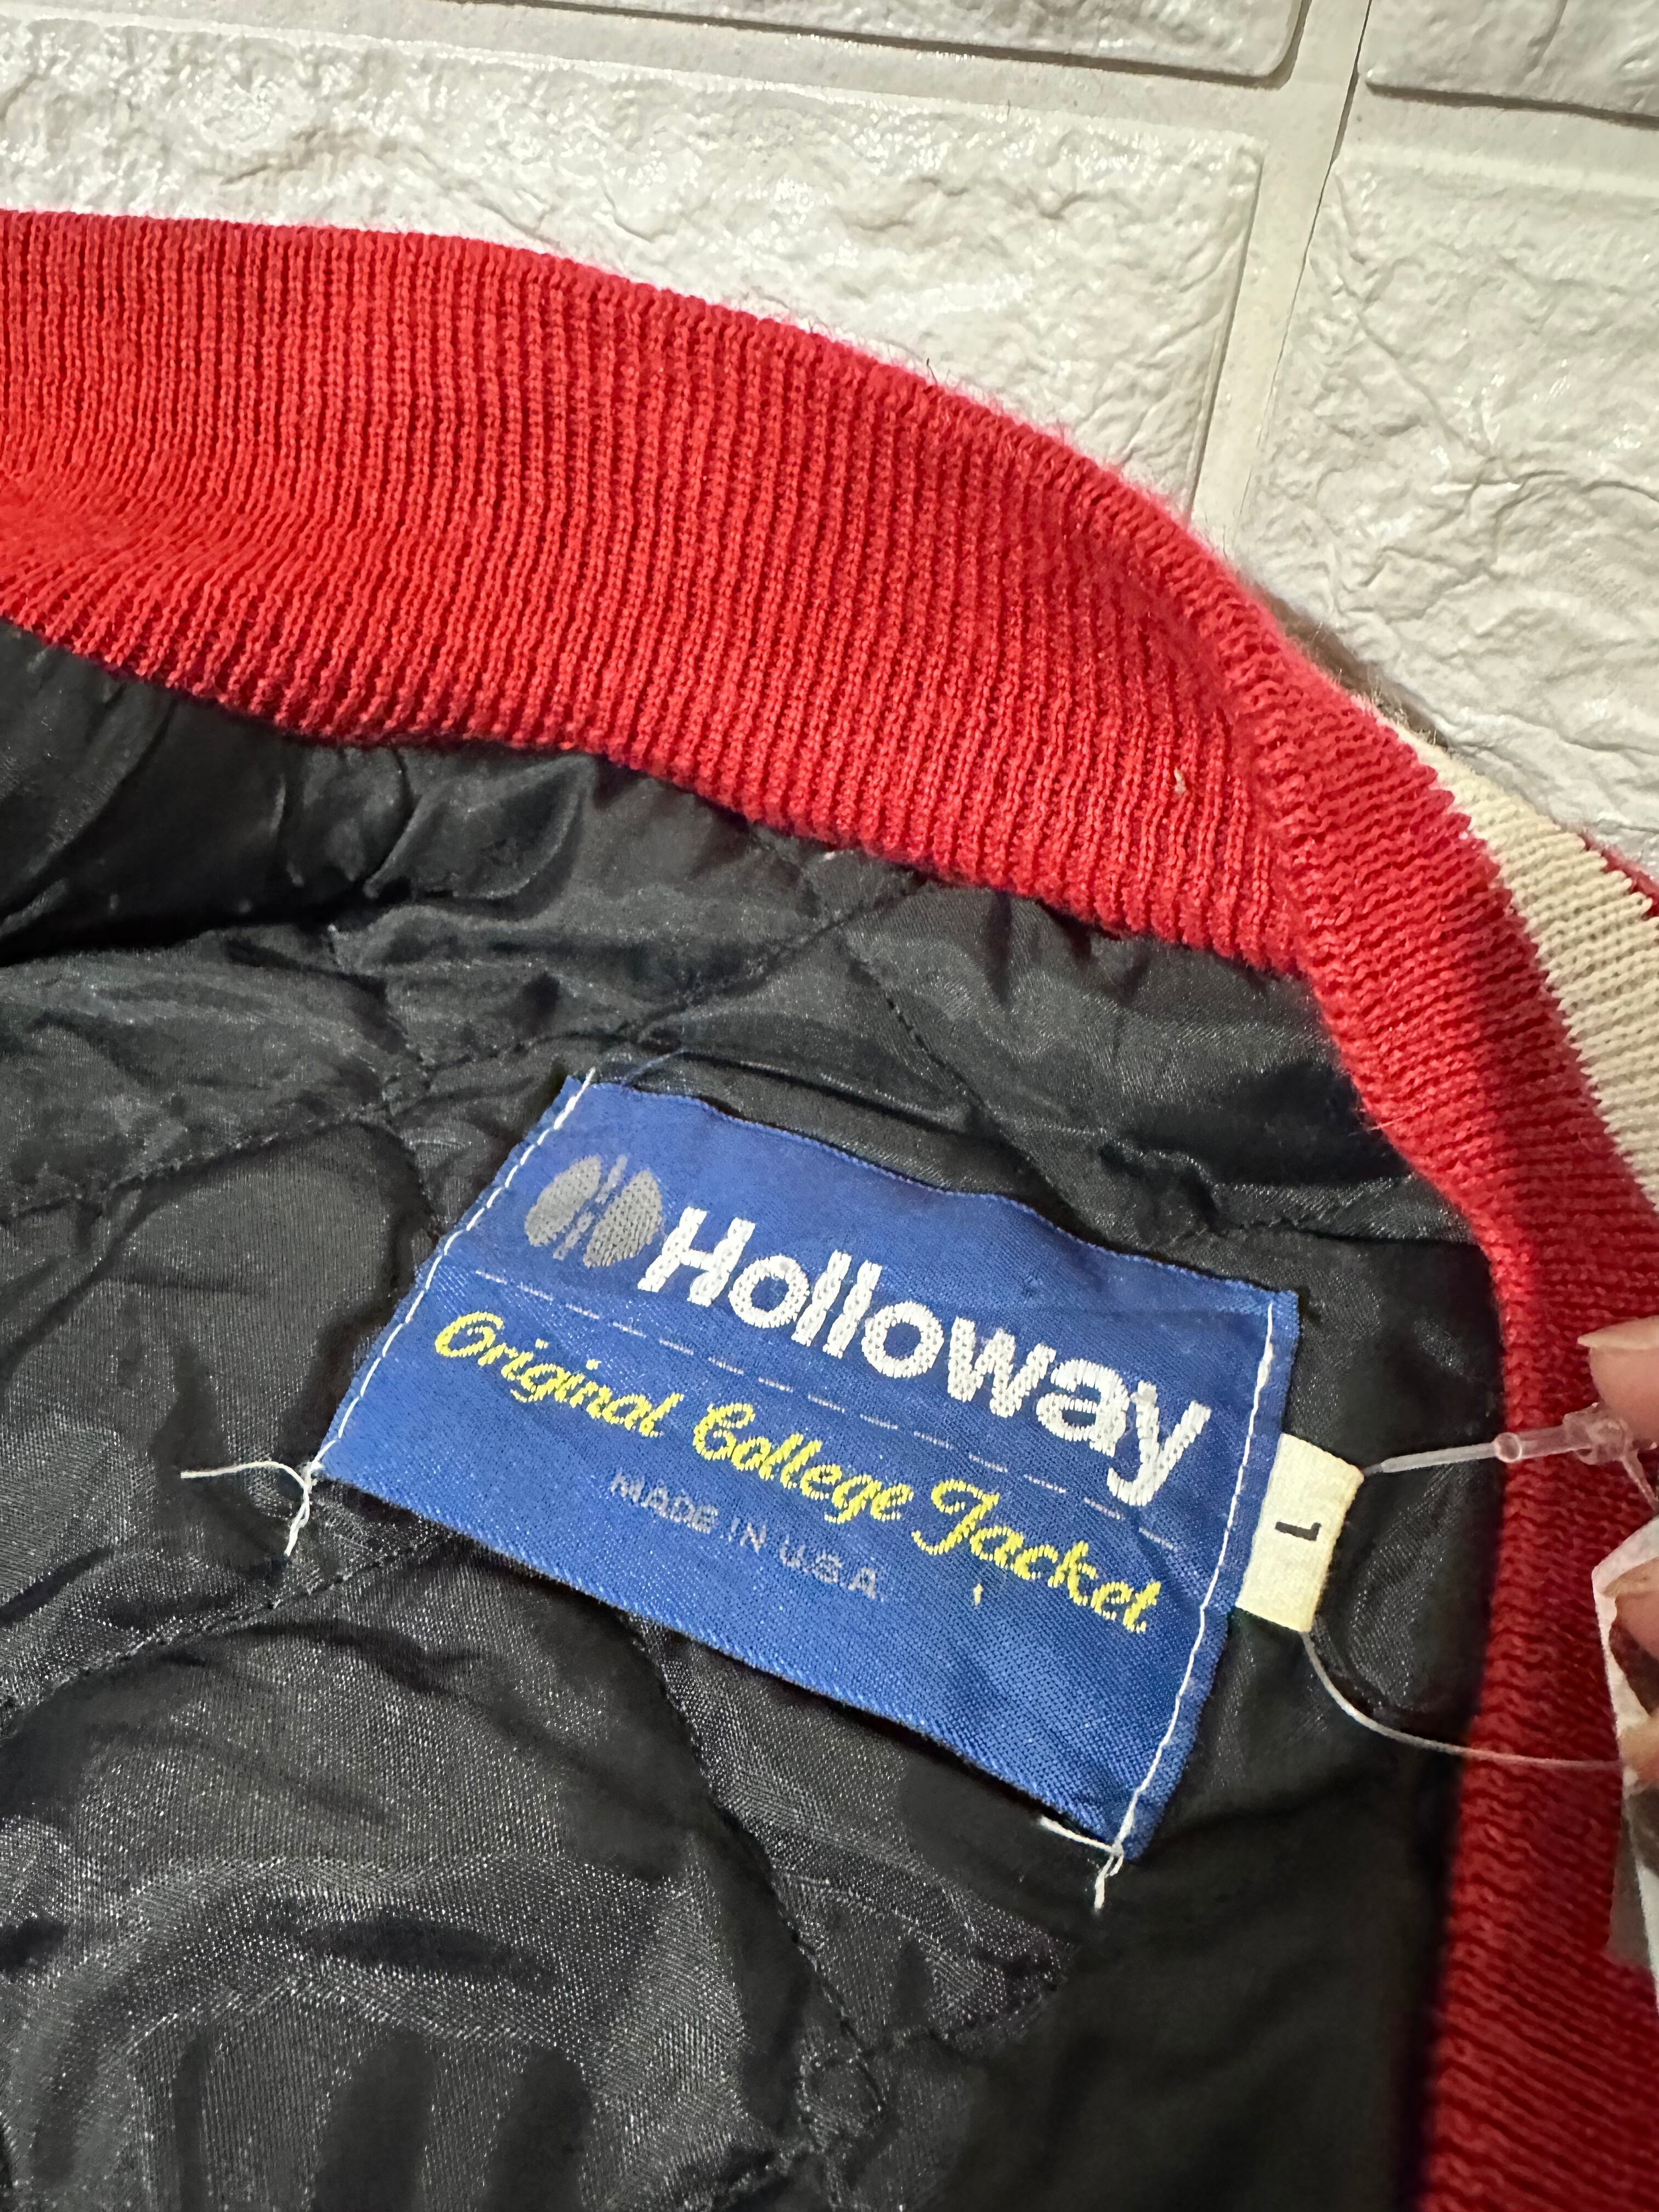 Holloway
Original College Jacket
MADE IN U.S.A.
L